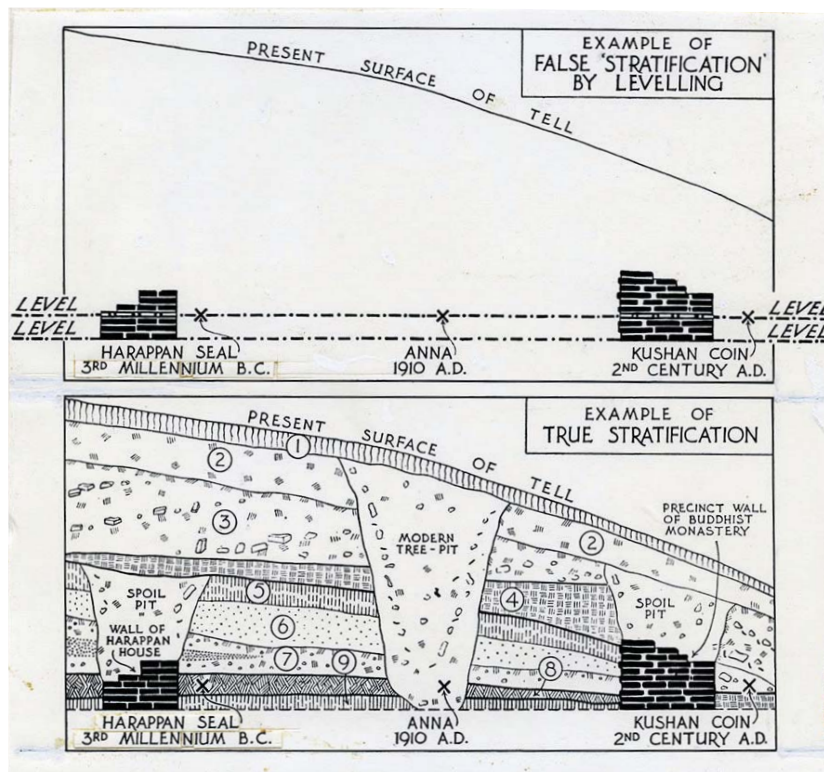 EXAMPLE OF
FALSE 'STRATIFICATION'
BY LEVELLING
PRESENT SURFACE OF TELL
LEVEL
LEVEL
LEVEL
LEVEL
HARAPPAN SEAL
3RD MILLENNIUM B.C.
ANNA
1910 A.D.
KUSHAN COIN
2ND CENTURY A.D.
EXAMPLE OF
TRUE STRATIFICATION
PRESENT SURFACE OF TELL
1
2
3
MODERN
TREE-PIT
PRECINCT WALL
OF BUDDHIST
MONASTERY
2
SPOIL
PIT
5
4
SPOIL
PIT
WALL OF
HARAPPAN
HOUSE
6
7
9
8
HARAPPAN SEAL
3RD MILLENNIUM B.C.
ANNA
1910 A.D.
KUSHAN COIN
2ND CENTURY A.D.